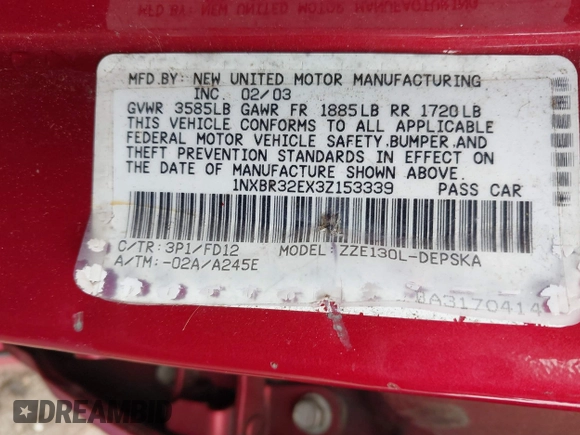 MFD.BY: NEW UNITED MOTOR MANUFACTURING
INC. 02/03
GVWR 3585LB GAWR FR 1885LB RR 1720LB
THIS VEHICLE CONFORMS TO ALL APPLICABLE
FEDERAL MOTOR VEHICLE SAFETY,BUMPER,AND
THEFT PREVENTION STANDARDS IN EFFECT ON
THE DATE OF MANUFACTURE SHOWN ABOVE.
1NXBR32EX3Z153339 PASS CAR
C/TR: 3P1/FD12 MODEL: ZZE130L-DEPSKA
A/TM:-02A/A245E
A3170414
DREAMBID